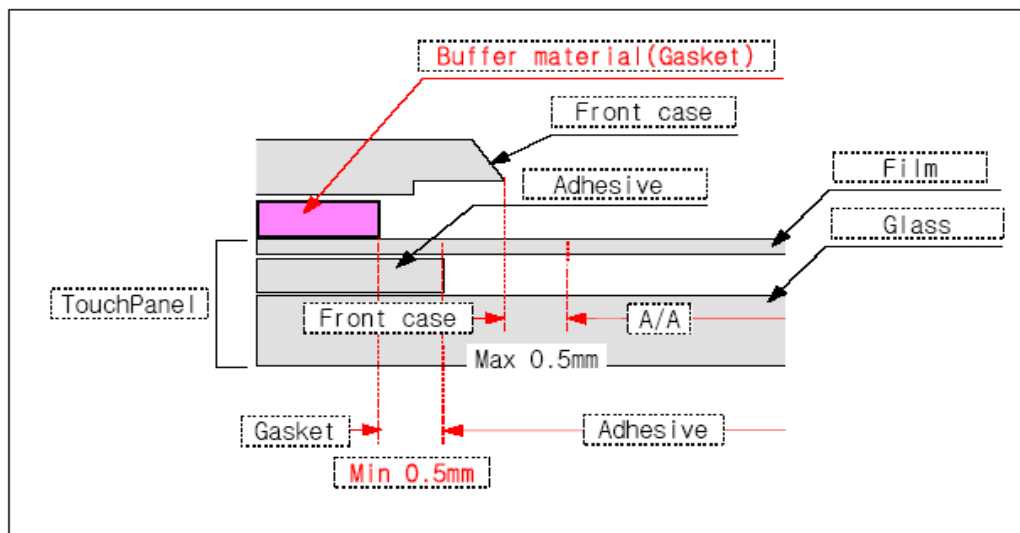 Buffer material(Gasket)
Front case
Adhesive
Film
Glass
TouchPanel
Front case
A/A
Max 0.5mm
Gasket
Adhesive
Min 0.5mm